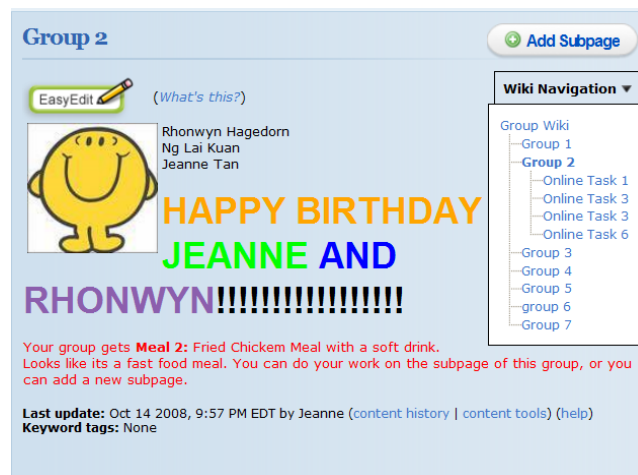 Group 2
Add Subpage
EasyEdit
(What's this?)
Wiki Navigation ▼
Rhonwyn Hagedorn
Ng Lai Kuan
Jeanne Tan
HAPPY BIRTHDAY
JEANNE AND
RHONWYN!!!!!!!!!!!!!!!!!
Group Wiki
Group 1
Group 2
Online Task 1
Online Task 3
Online Task 3
Online Task 6
Group 3
Group 4
Group 5
group 6
Group 7
Your group gets Meal 2: Fried Chickem Meal with a soft drink.
Looks like its a fast food meal. You can do your work on the subpage of this group, or you
can add a new subpage.
Last update: Oct 14 2008, 9:57 PM EDT by Jeanne (content history | content tools) (help)
Keyword tags: None